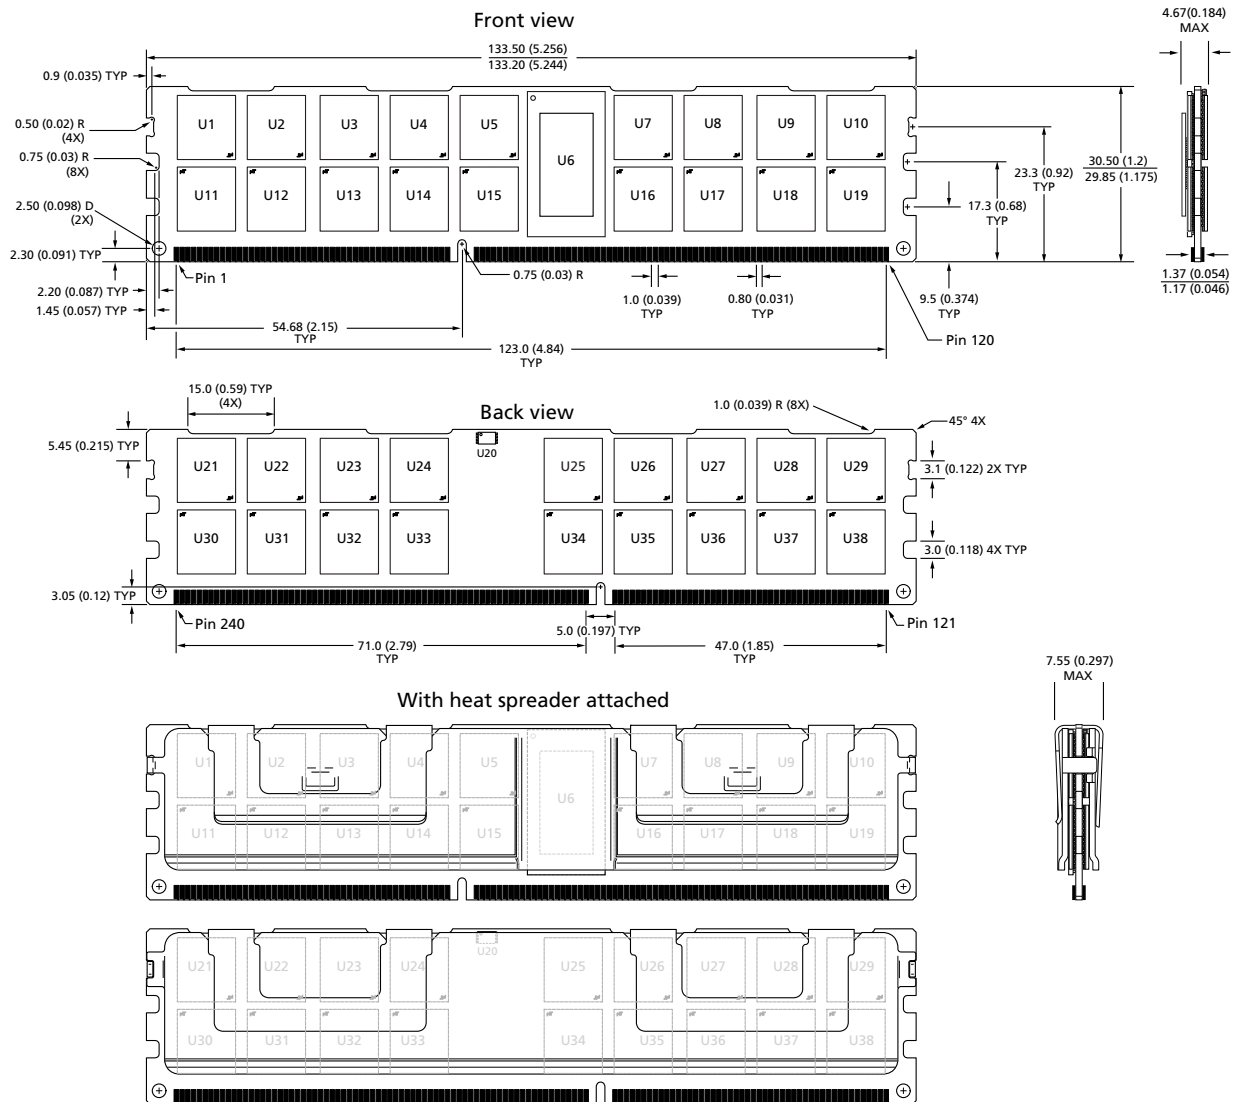 Front view
4.67(0.184)
MAX
133.50 (5.256)
133.20 (5.244)
0.9 (0.035) TYP
0.50 (0.02) R
(4X)
U1 U2 U3 U4 U5 U6 U7 U8 U9 U10
0.75 (0.03) R
(8X)
30.50 (1.2)
29.85 (1.175)
23.3 (0.92)
TYP
17.3 (0.68)
TYP
U11 U12 U13 U14 U15 U16 U17 U18 U19
2.50 (0.098) D
(2X)
2.30 (0.091) TYP
Pin 1
0.75 (0.03) R
2.20 (0.087) TYP
1.45 (0.057) TYP
1.0 (0.039)
TYP
0.80 (0.031)
TYP
9.5 (0.374)
TYP
1.37 (0.054)
1.17 (0.046)
54.68 (2.15)
TYP
Pin 120
123.0 (4.84)
TYP
15.0 (0.59) TYP
(4X)
Back view
1.0 (0.039) R (8X)
45° 4X
5.45 (0.215) TYP
U20
U21 U22 U23 U24 U25 U26 U27 U28 U29
3.1 (0.122) 2X TYP
U30 U31 U32 U33 U34 U35 U36 U37 U38
3.0 (0.118) 4X TYP
3.05 (0.12) TYP
Pin 240
5.0 (0.197) TYP
Pin 121
71.0 (2.79)
TYP
47.0 (1.85)
TYP
7.55 (0.297)
MAX
With heat spreader attached
U1 U2 U3 U4 U5 U6 U7 U8 U9 U10
U11 U12 U13 U14 U15 U16 U17 U18 U19
U20
U21 U22 U23 U24 U25 U26 U27 U28 U29
U30 U31 U32 U33 U34 U35 U36 U37 U38